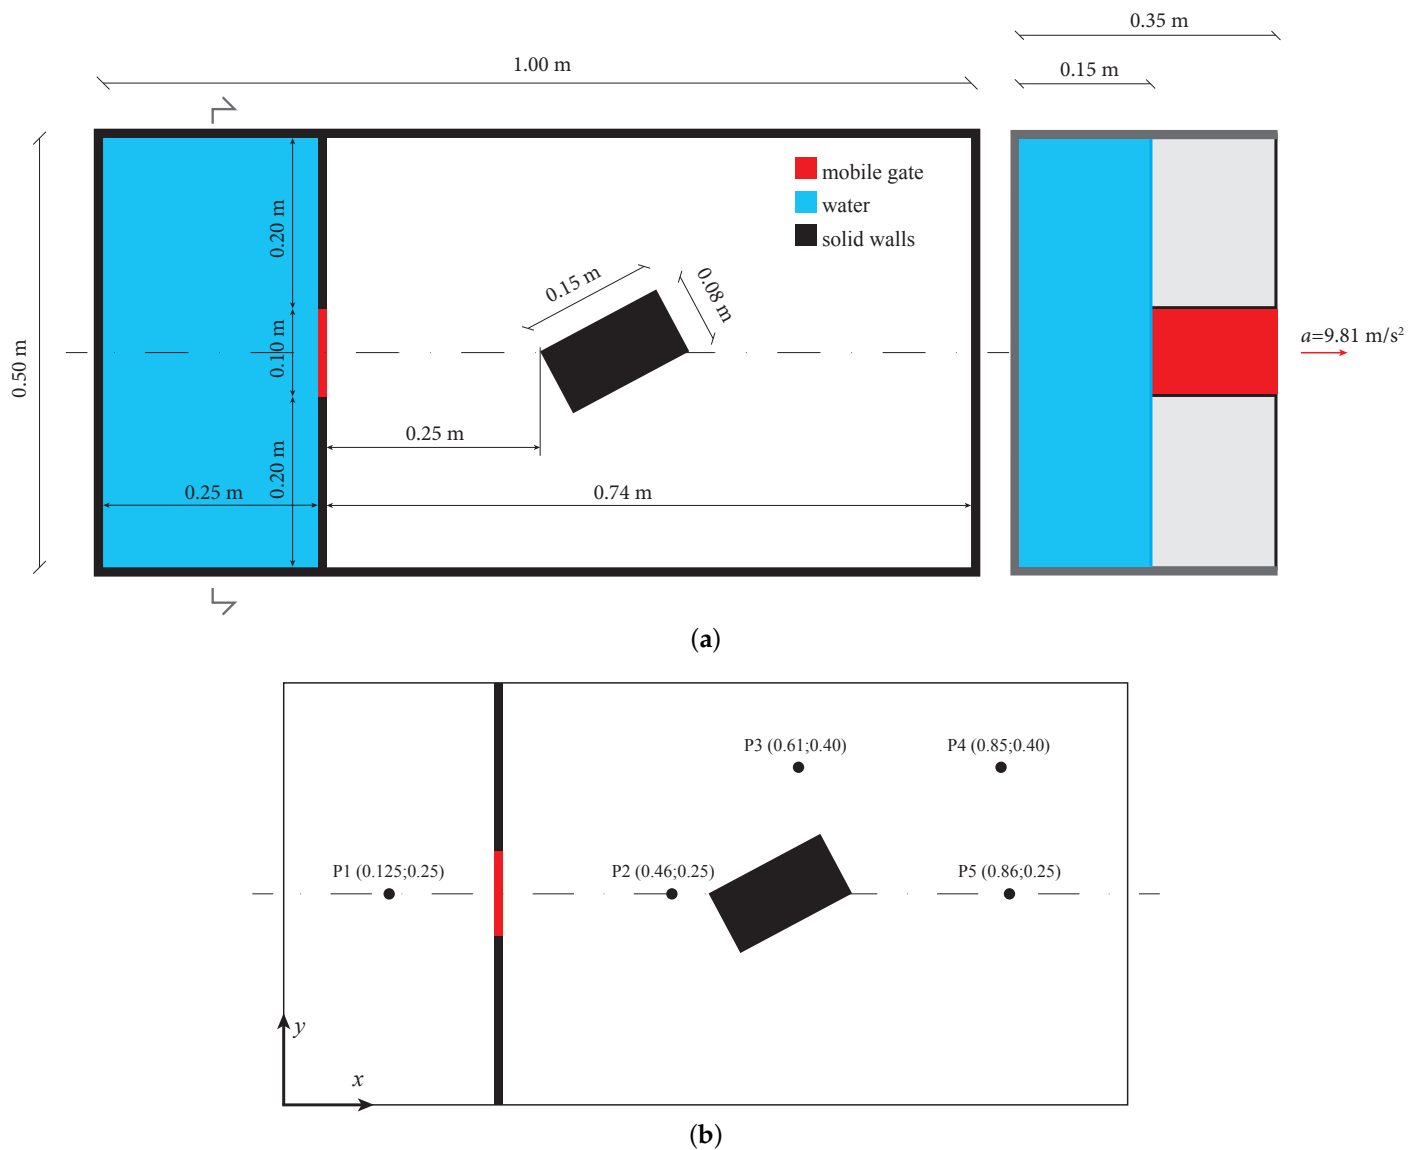 0.35 m
1.00 m
0.15 m
mobile gate
water
solid walls
0.20 m
0.15 m
0.08 m
0.50 m
0.10 m
a=9.81 m/s²
0.25 m
0.20 m
0.25 m
0.74 m
(a)
P3 (0.61;0.40)
P4 (0.85;0.40)
P1 (0.125;0.25)
P2 (0.46;0.25)
P5 (0.86;0.25)
y
x
(b)